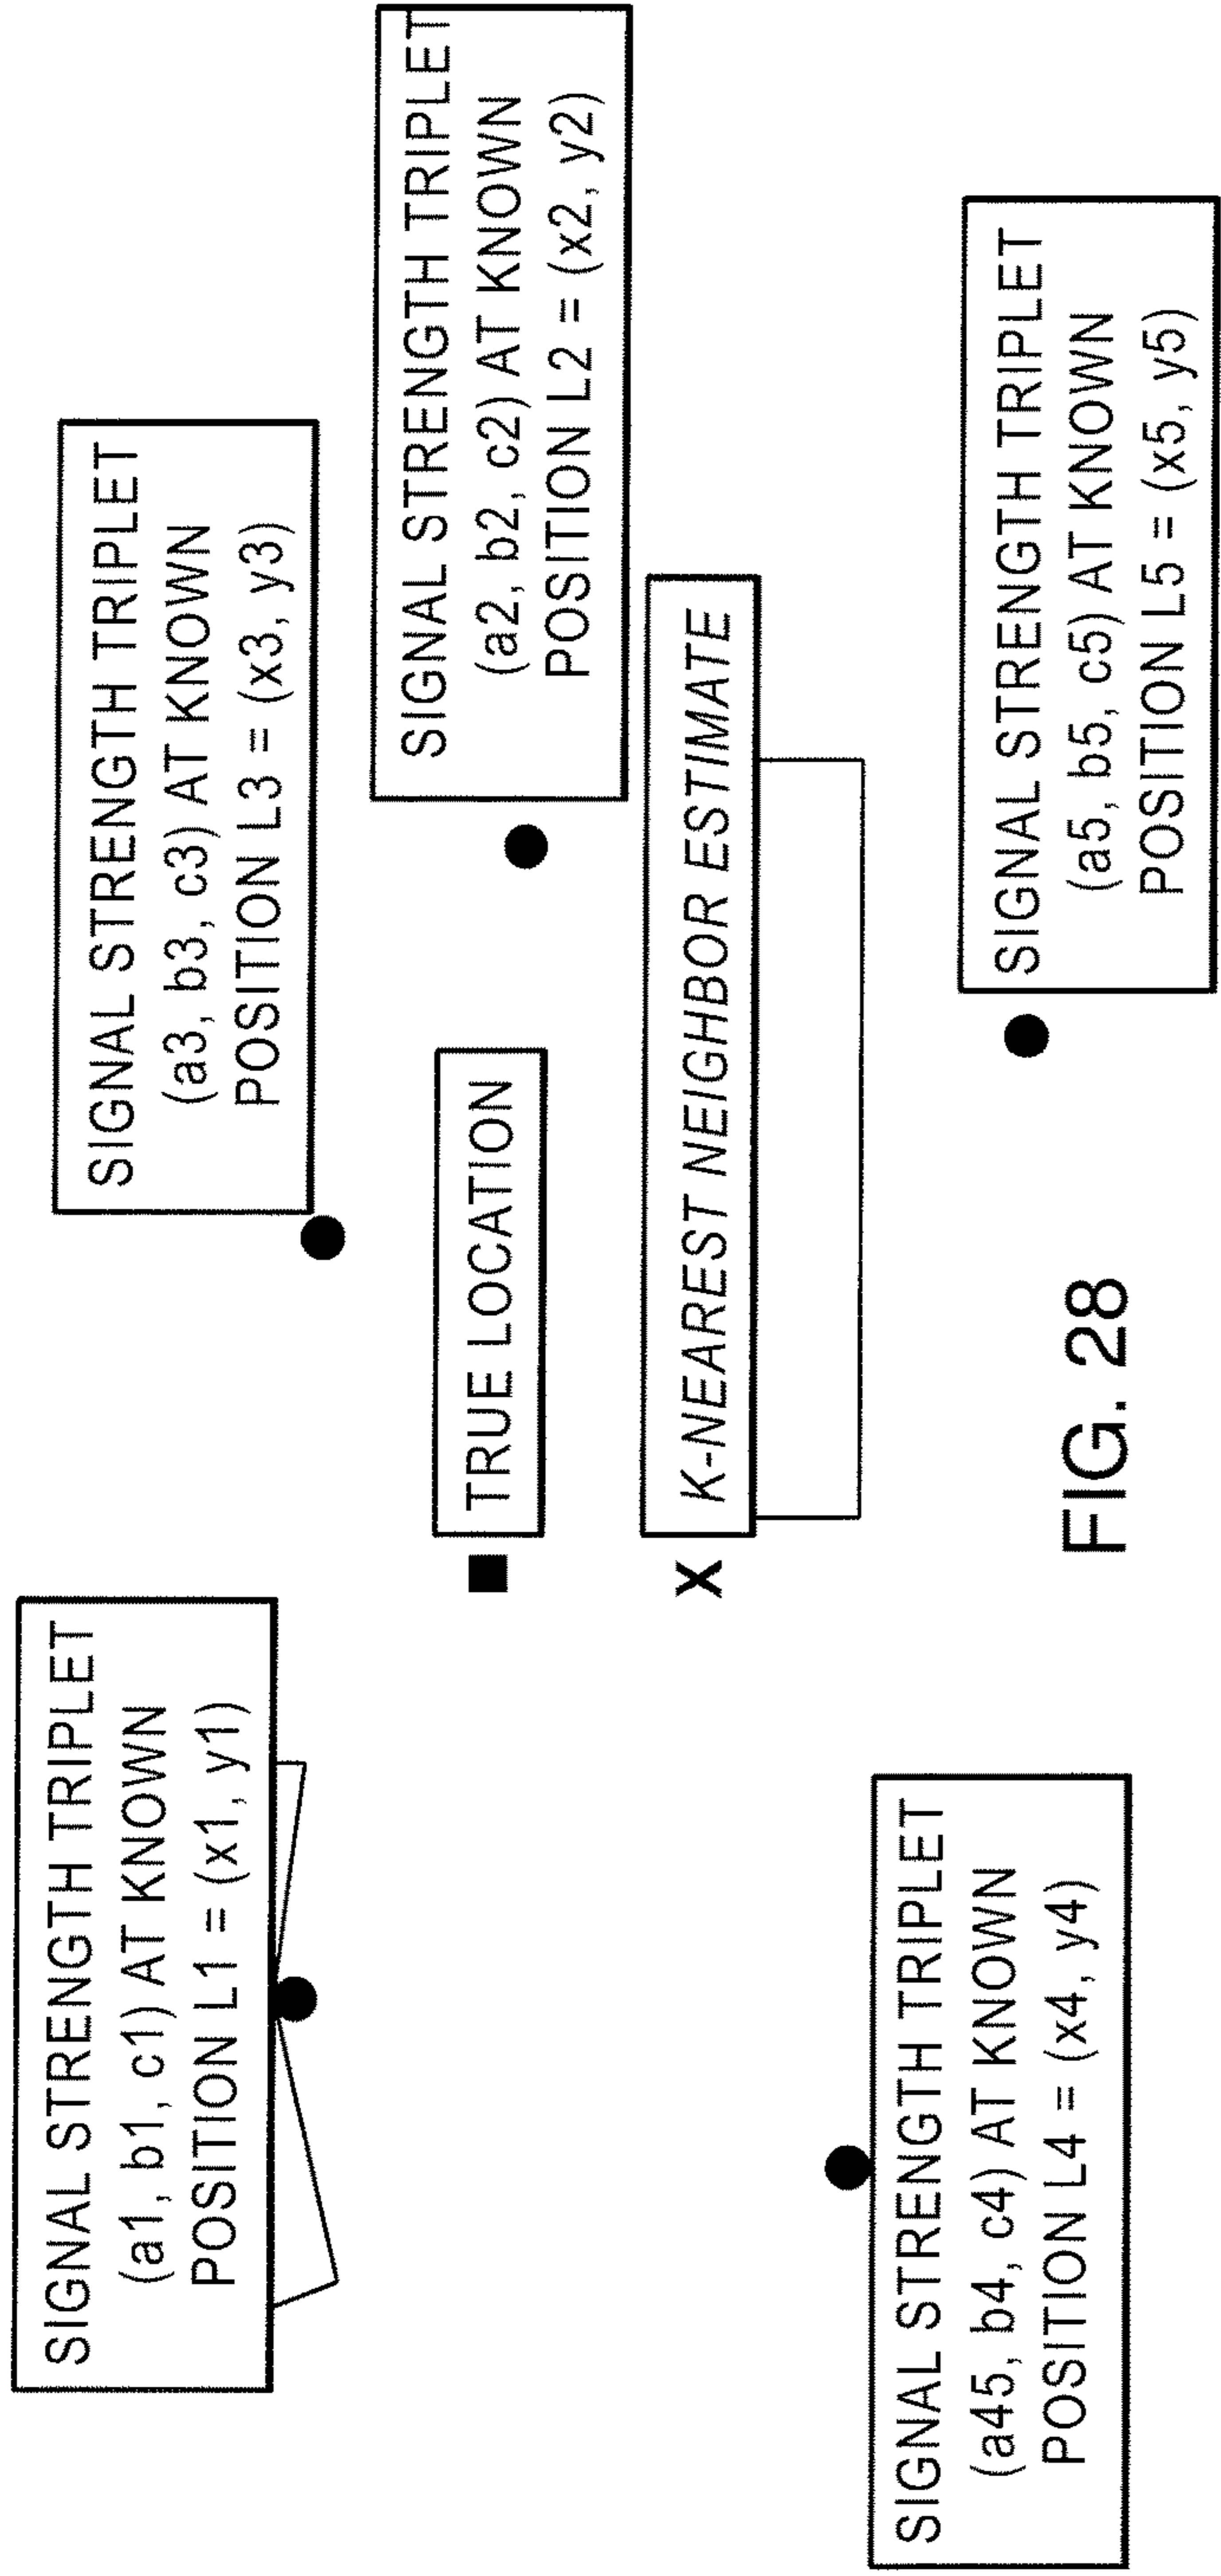 SIGNAL STRENGTH TRIPLET
(a1, b1, c1) AT KNOWN
POSITION L1 = (x1, y1)
SIGNAL STRENGTH TRIPLET
(a3, b3, c3) AT KNOWN
POSITION L3 = (x3, y3)
SIGNAL STRENGTH TRIPLET
(a2, b2, c2) AT KNOWN
POSITION L2 = (x2, y2)
TRUE LOCATION
X
K-NEAREST NEIGHBOR ESTIMATE
SIGNAL STRENGTH TRIPLET
(a45, b4, c4) AT KNOWN
POSITION L4 = (x4, y4)
SIGNAL STRENGTH TRIPLET
(a5, b5, c5) AT KNOWN
POSITION L5 = (x5, y5)
FIG. 28